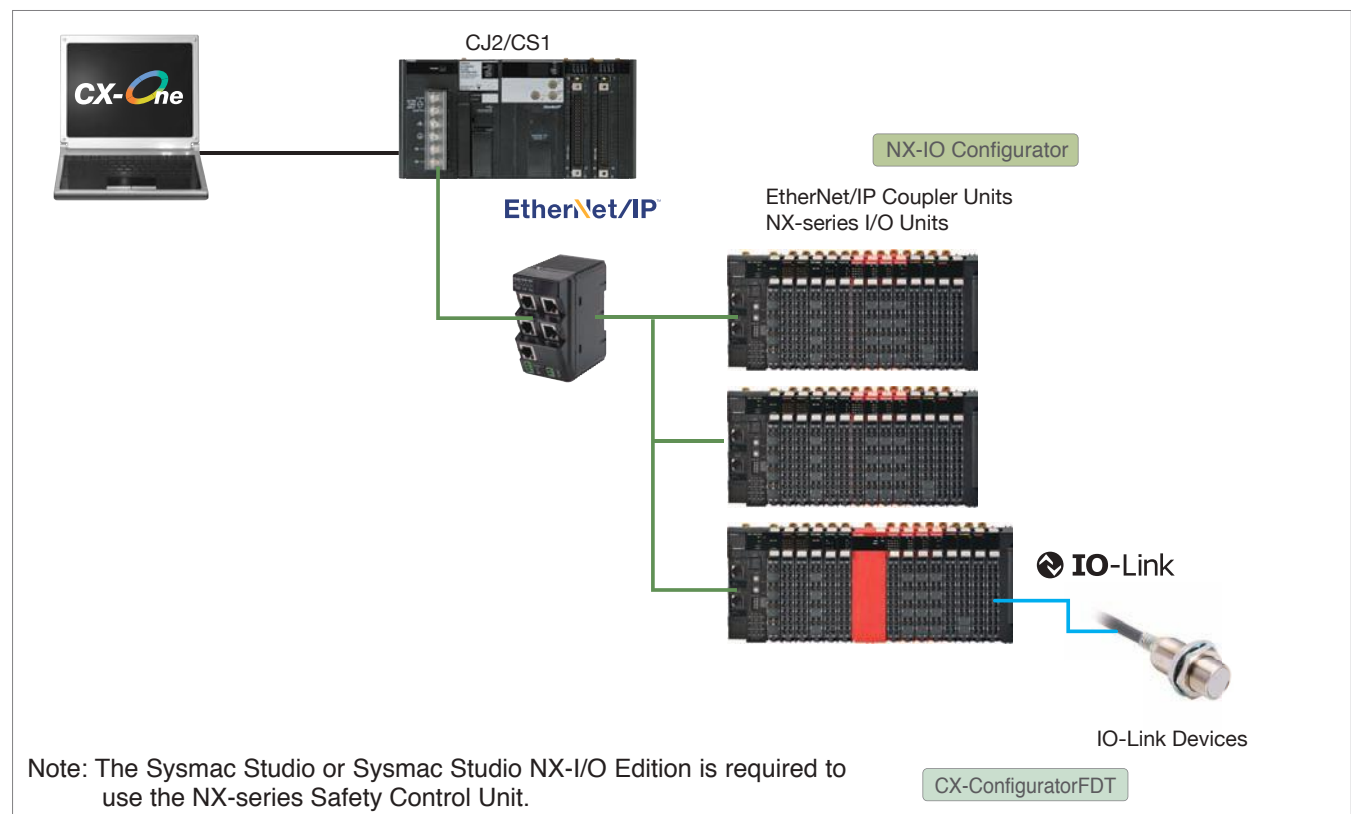 CX-One
CJ2/CS1
NX-IO Configurator
EtherNet/IP Coupler Units
NX-series I/O Units
EtherNet/IP™
IO-Link
IO-Link Devices
Note: The Sysmac Studio or Sysmac Studio NX-I/O Edition is required to
use the NX-series Safety Control Unit.
CX-ConfiguratorFDT